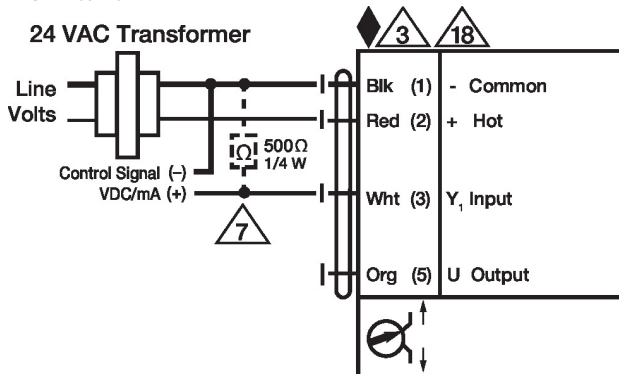 24 VAC Transformer
3 18
Line
Volts
Blk (1) - Common
Red (2) + Hot
Ω 500Ω
1/4 W
Control Signal (–)
VDC/mA (+)
Wht (3) Y₁ Input
7
Org (5) U Output